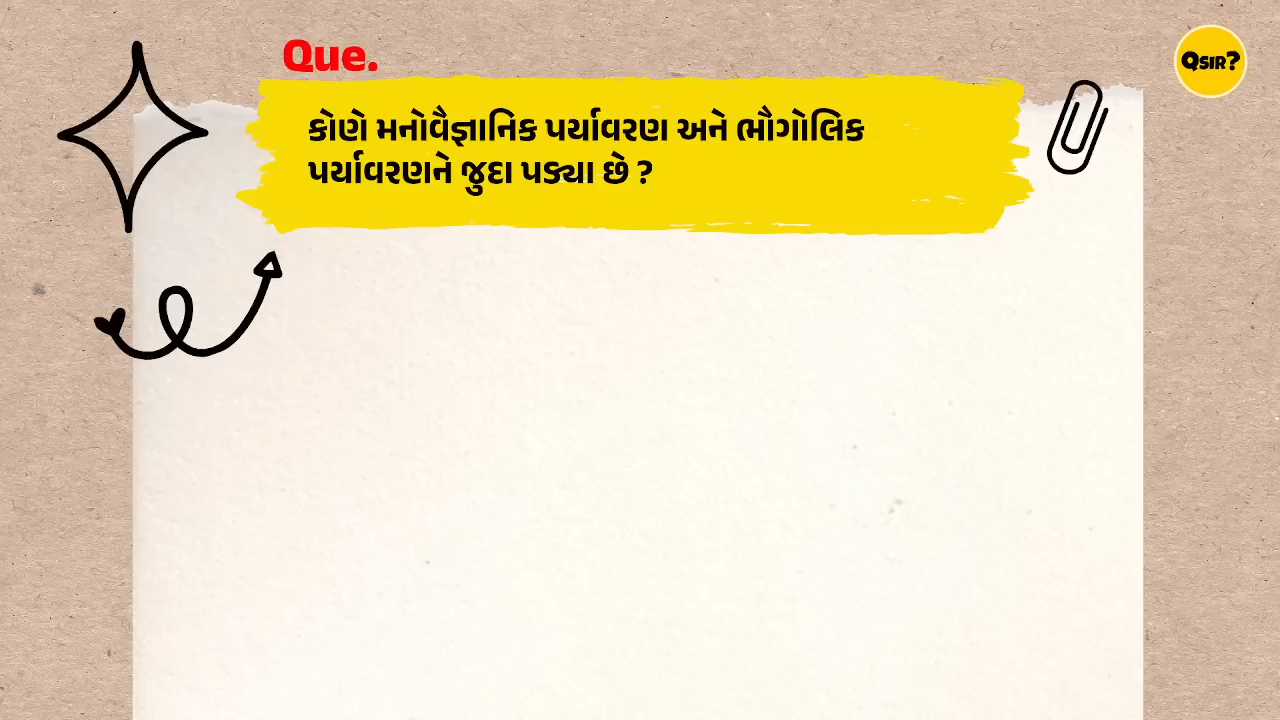 Que.
QSIR?
કોણે મનોવૈજ્ઞાનિક પર્યાવરણ અને ભૌગોલિક
પર્યાવરણને જુદા પડ્યા છે ?